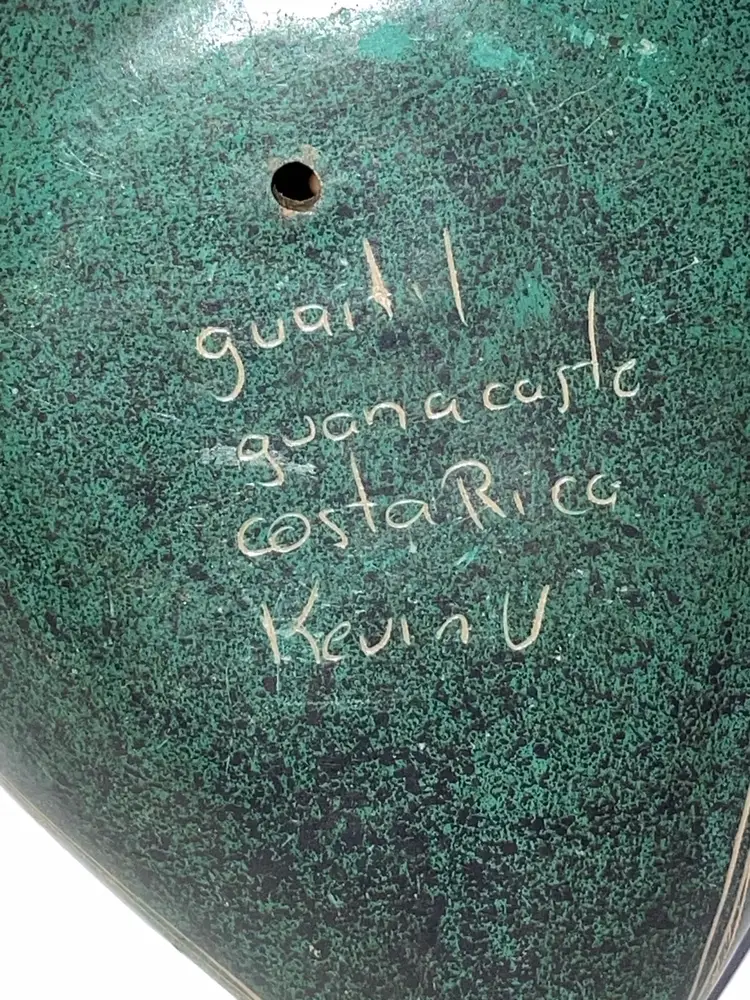 guaitil
guanacaste
costa Rica
Kevin V